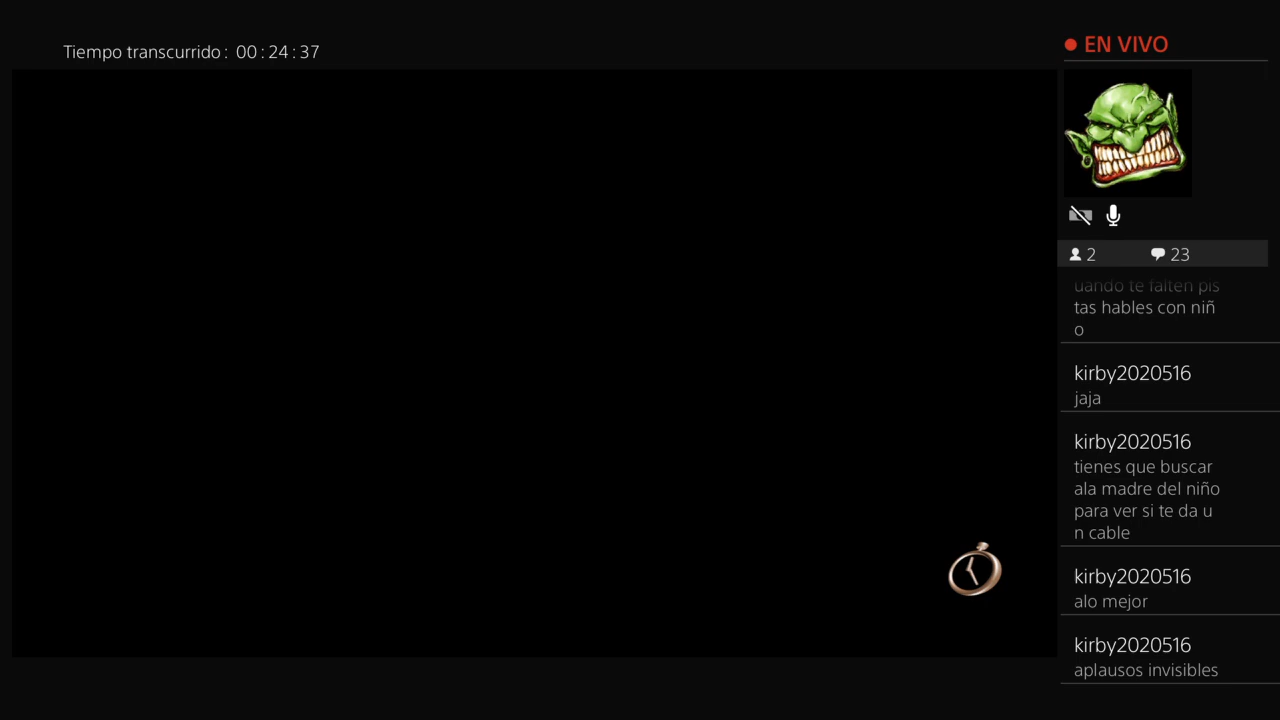 Tiempo transcurrido : 00 : 24 : 37
EN VIVO
2 23
uando te falten pis
tas hables con niñ
o
kirby2020516
jaja
kirby2020516
tienes que buscar
ala madre del niño
para ver si te da u
n cable
kirby2020516
alo mejor
kirby2020516
aplausos invisibles